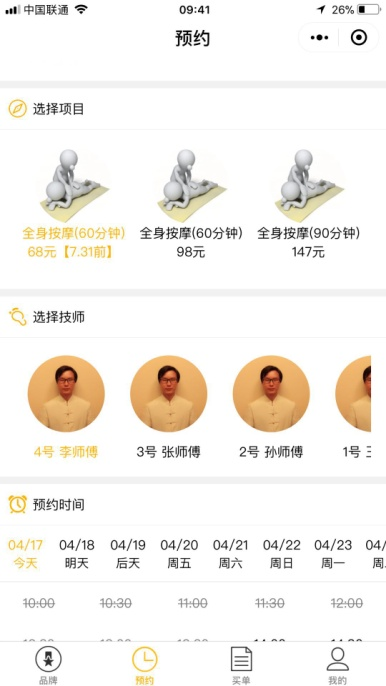 中国联通 09:41 26%
预约
选择项目
全身按摩(60分钟) 全身按摩(60分钟) 全身按摩(90分钟)
68元【7.31前】 98元 147元
选择技师
4号 李师傅 3号 张师傅 2号 孙师傅 1号
预约时间
04/17 04/18 04/19 04/20 04/21 04/22 04/23
今天 明天 后天 周五 周六 周日 周一
10:00 10:30 11:00 11:30 12:00
品牌 预约 买单 我的